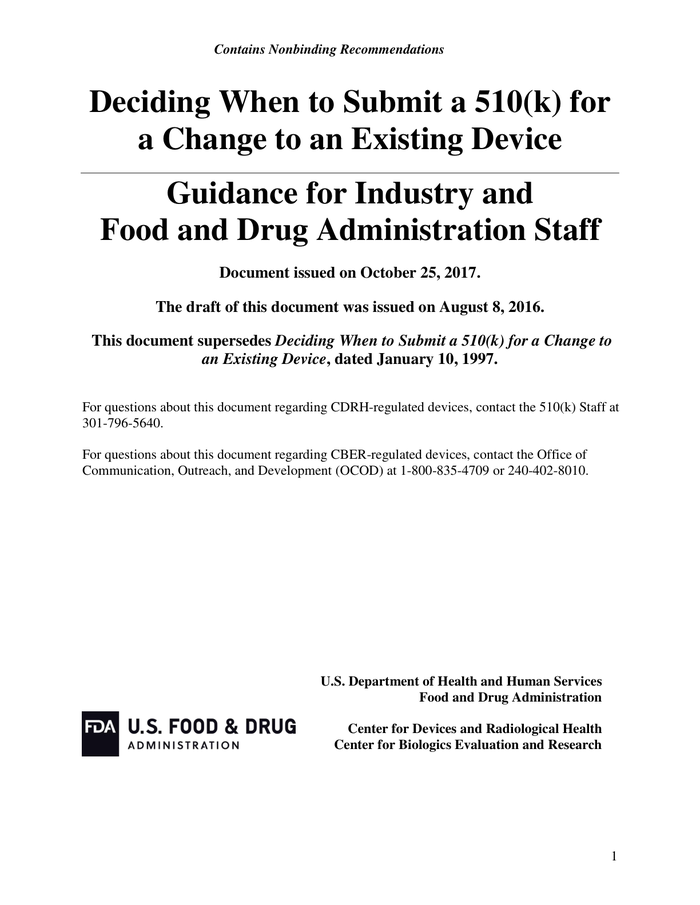 Contains Nonbinding Recommendations
Deciding When to Submit a 510(k) for
a Change to an Existing Device
Guidance for Industry and
Food and Drug Administration Staff
Document issued on October 25, 2017.
The draft of this document was issued on August 8, 2016.
This document supersedes Deciding When to Submit a 510(k) for a Change to
an Existing Device, dated January 10, 1997.
For questions about this document regarding CDRH-regulated devices, contact the 510(k) Staff at
301-796-5640.
For questions about this document regarding CBER-regulated devices, contact the Office of
Communication, Outreach, and Development (OCOD) at 1-800-835-4709 or 240-402-8010.
U.S. Department of Health and Human Services
Food and Drug Administration
FDA U.S. FOOD & DRUG
ADMINISTRATION
Center for Devices and Radiological Health
Center for Biologics Evaluation and Research
1